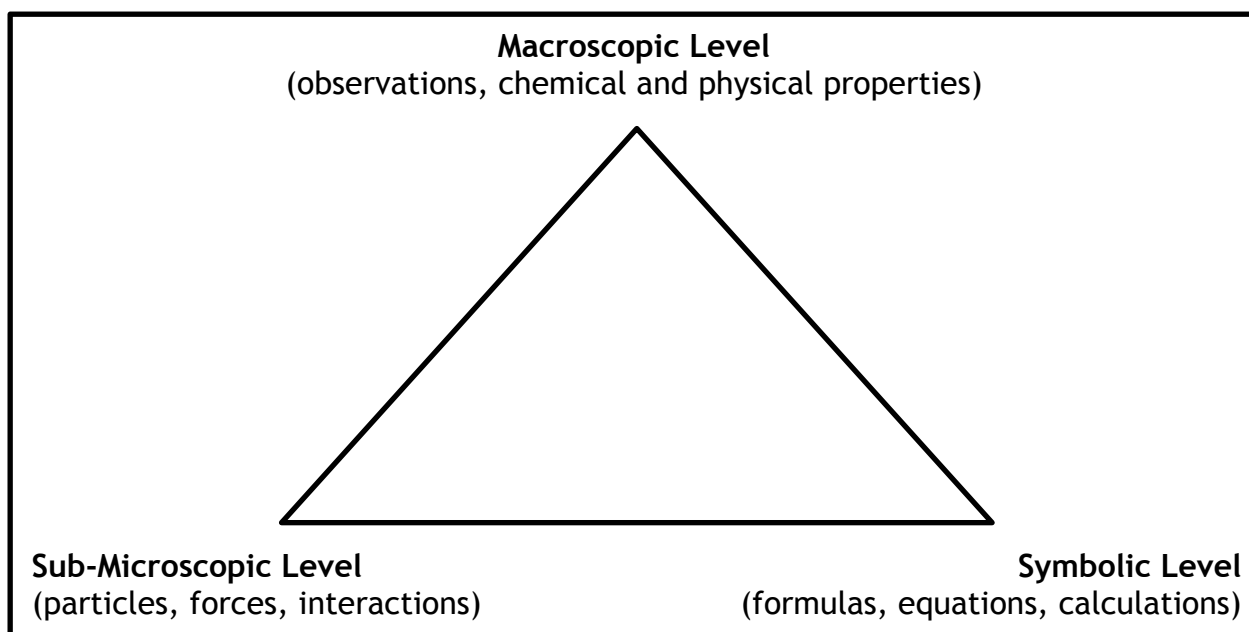 Macroscopic Level
(observations, chemical and physical properties)
Sub-Microscopic Level
(particles, forces, interactions)
Symbolic Level
(formulas, equations, calculations)